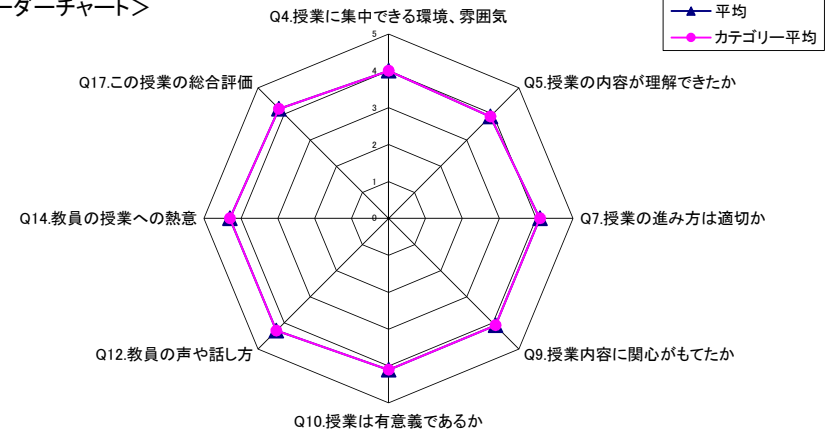 ーダーチャート＞
平均
カテゴリー平均
Q4.授業に集中できる環境、雰囲気
Q5.授業の内容が理解できたか
Q7.授業の進み方は適切か
Q9.授業内容に関心がもてたか
Q10.授業は有意義であるか
Q12.教員の声や話し方
Q14.教員の授業への熱意
Q17.この授業の総合評価
5
4
3
2
1
0